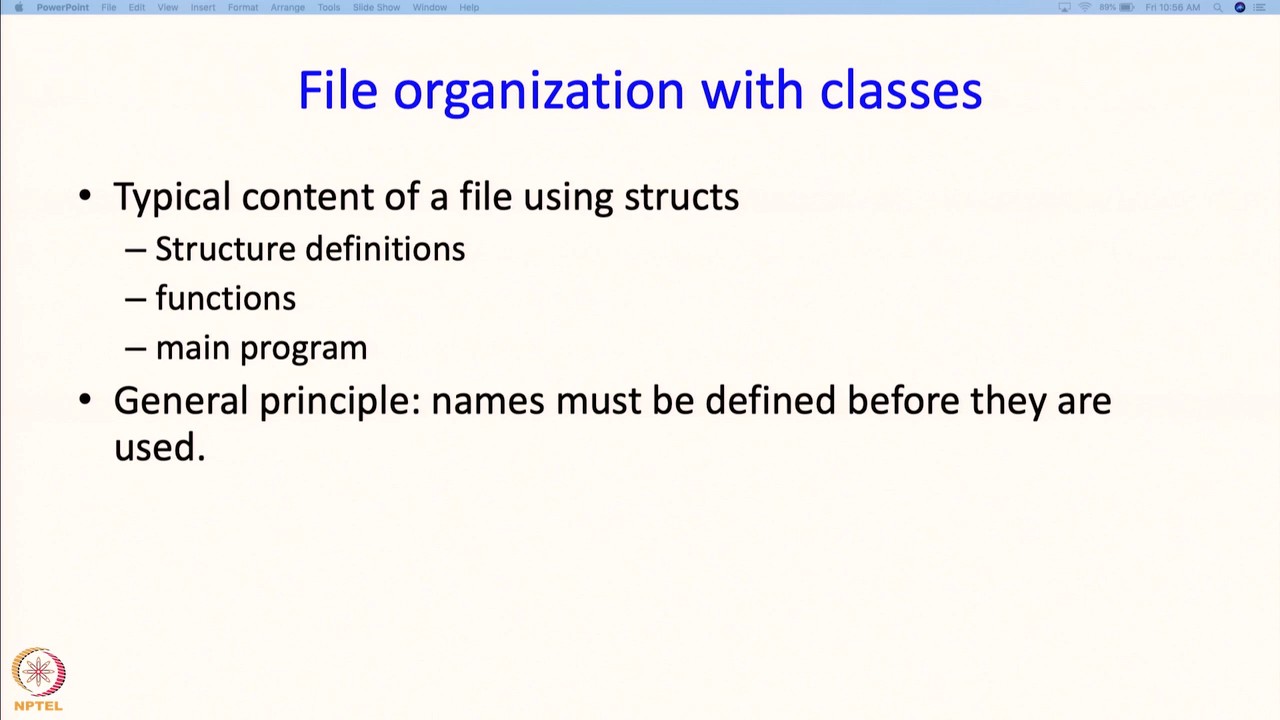 PowerPoint File Edit View Insert Format Arrange Tools Slide Show Window Help 89% Fri 10:56 AM
File organization with classes
• Typical content of a file using structs
– Structure definitions
– functions
– main program
• General principle: names must be defined before they are
used.
NPTEL